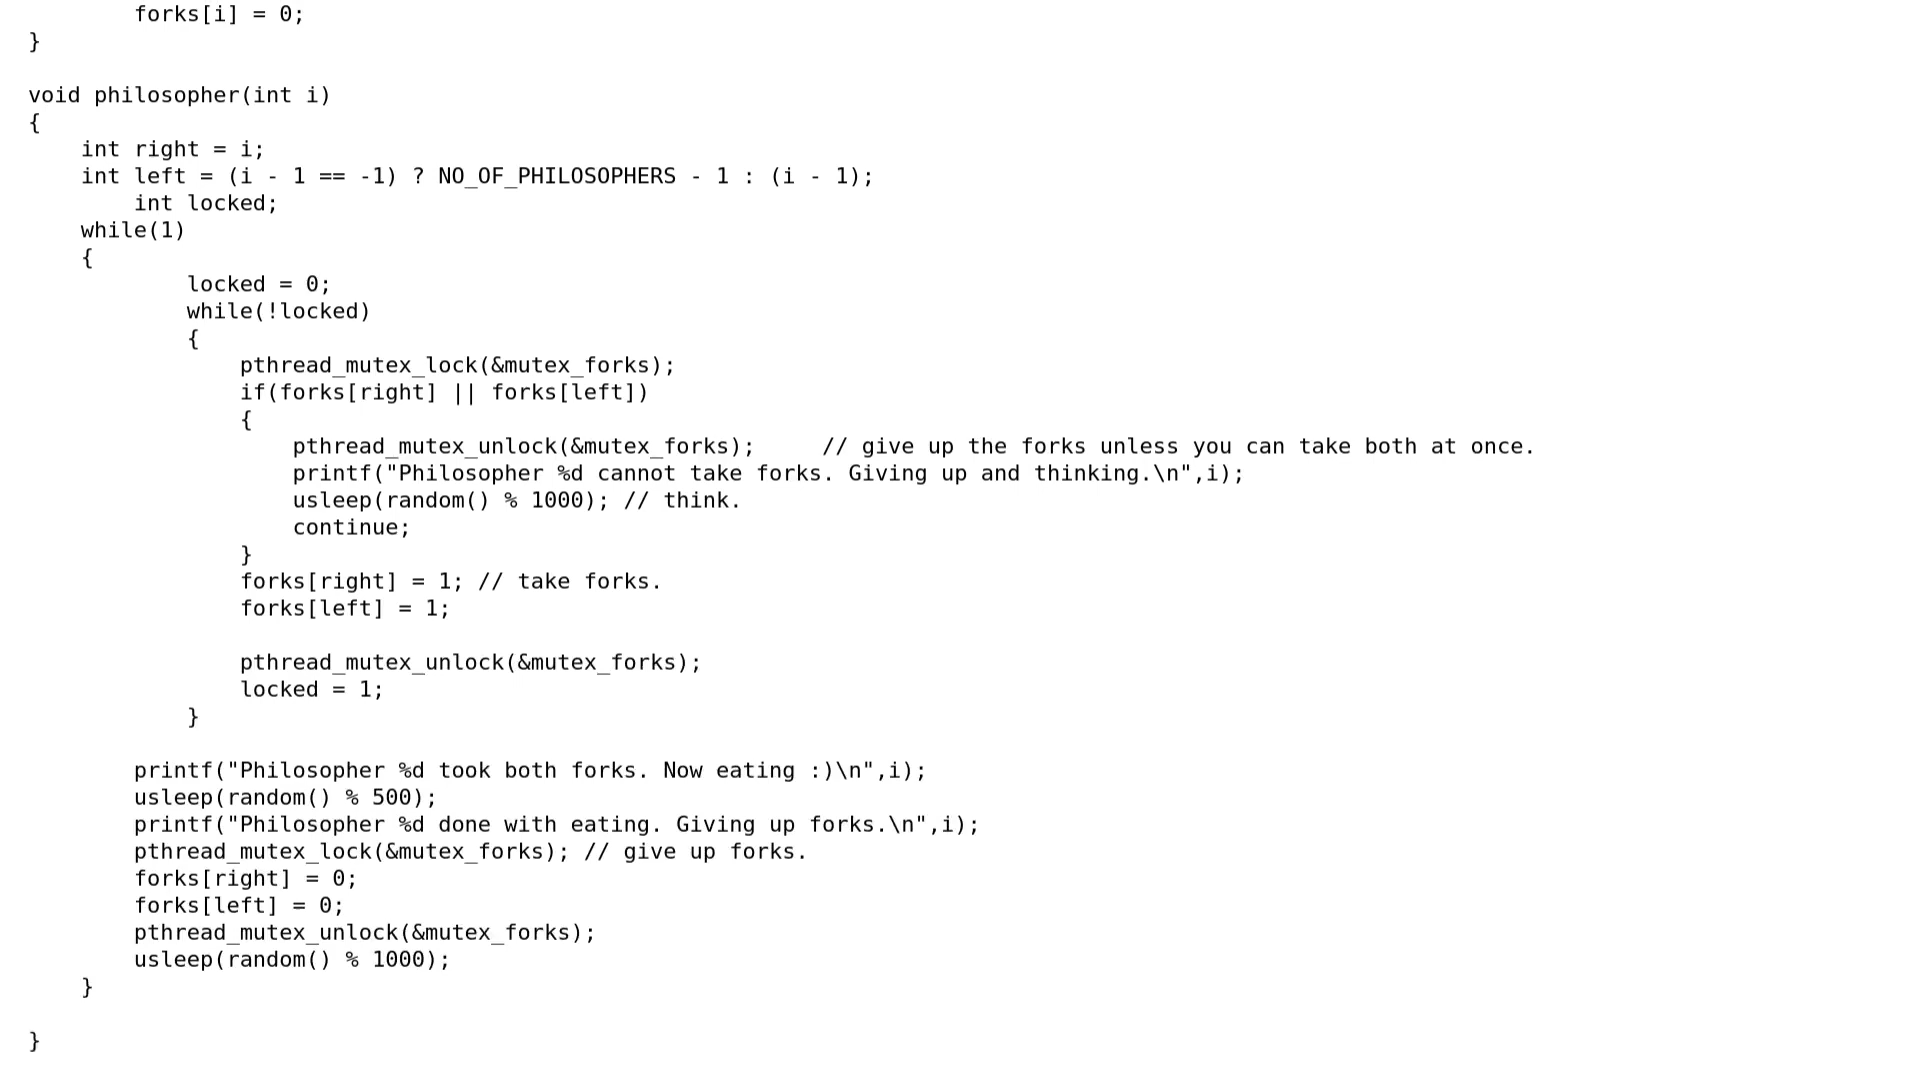 forks[i] = 0;
}

void philosopher(int i)
{
    int right = i;
    int left = (i - 1 == -1) ? NO_OF_PHILOSOPHERS - 1 : (i - 1);
        int locked;
    while(1)
    {
            locked = 0;
            while(!locked)
            {
                pthread_mutex_lock(&mutex_forks);
                if(forks[right] || forks[left])
                {
                    pthread_mutex_unlock(&mutex_forks);     // give up the forks unless you can take both at once.
                    printf("Philosopher %d cannot take forks. Giving up and thinking.\n",i);
                    usleep(random() % 1000); // think.
                    continue;
                }
                forks[right] = 1; // take forks.
                forks[left] = 1;

                pthread_mutex_unlock(&mutex_forks);
                locked = 1;
            }

        printf("Philosopher %d took both forks. Now eating :)\n",i);
        usleep(random() % 500);
        printf("Philosopher %d done with eating. Giving up forks.\n",i);
        pthread_mutex_lock(&mutex_forks); // give up forks.
        forks[right] = 0;
        forks[left] = 0;
        pthread_mutex_unlock(&mutex_forks);
        usleep(random() % 1000);
    }

}